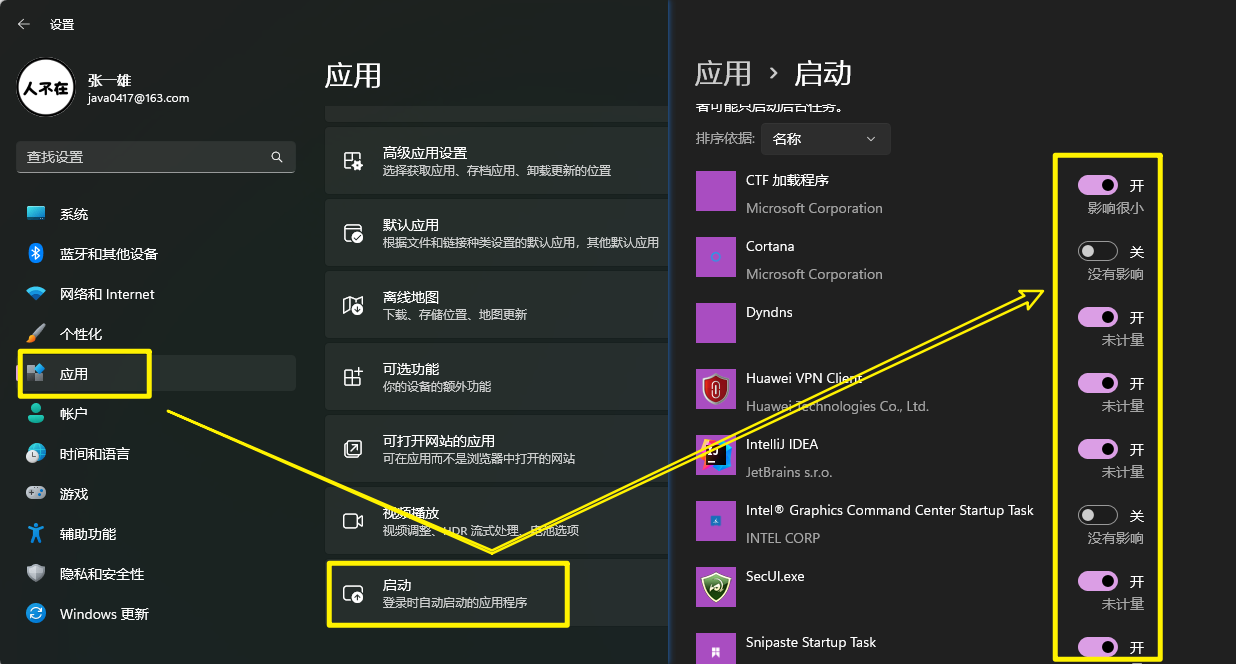 设置
人不在
张一雄
java0417@163.com
查找设置
系统
蓝牙和其他设备
网络和 Internet
个性化
应用
帐户
时间和语言
游戏
辅助功能
隐私和安全性
Windows 更新
应用
高级应用设置
选择获取应用、存档应用、卸载更新的位置
默认应用
根据文件和链接种类设置的默认应用，其他默认应用
离线地图
下载、存储位置、地图更新
可选功能
你的设备的额外功能
可打开网站的应用
可在应用而不是浏览器中打开的网站
视频播放
视频调整、HDR 流式处理、电池选项
启动
登录时自动启动的应用程序
应用 › 启动
者可能只启动后台任务。
排序依据: 名称
CTF 加载程序
Microsoft Corporation
开
影响很小
Cortana
Microsoft Corporation
关
没有影响
Dyndns
开
未计量
Huawei VPN Client
Huawei Technologies Co., Ltd.
开
未计量
IntelliJ IDEA
JetBrains s.r.o.
开
未计量
Intel® Graphics Command Center Startup Task
INTEL CORP
关
没有影响
SecUI.exe
开
未计量
Snipaste Startup Task
开